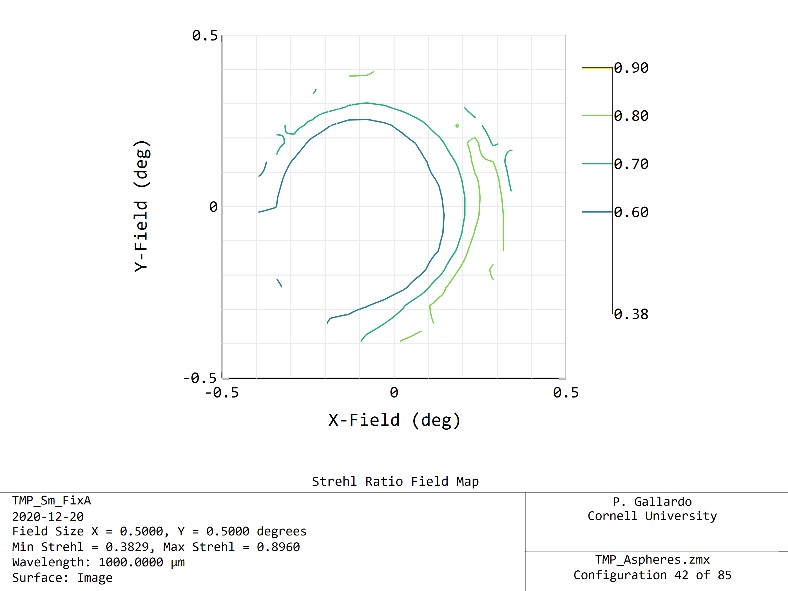 0.5
0
-0.5
-0.5
0
0.5
Y-Field (deg)
X-Field (deg)
0.90
0.80
0.70
0.60
0.38
Strehl Ratio Field Map
TMP_Sm_FixA
2020-12-20
Field Size X = 0.5000, Y = 0.5000 degrees
Min Strehl = 0.3829, Max Strehl = 0.8960
Wavelength: 1000.0000 µm
Surface: Image
P. Gallardo
Cornell University
TMP_Aspheres.zmx
Configuration 42 of 85